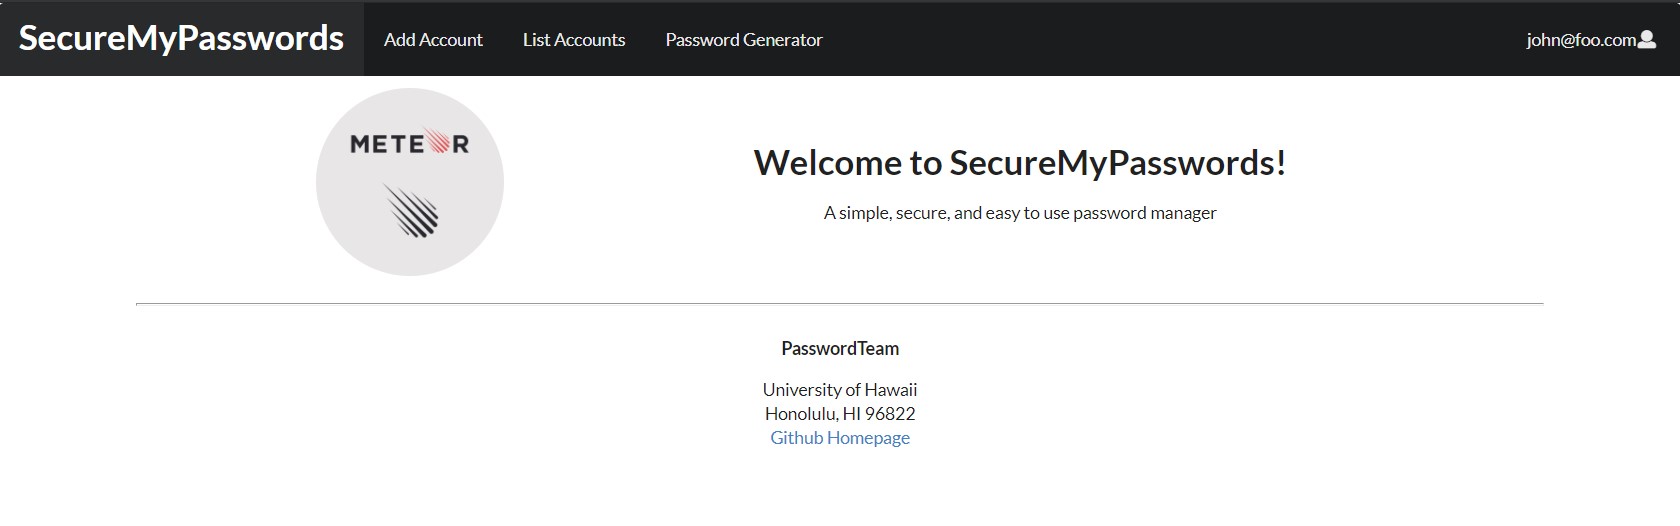 SecureMyPasswords Add Account List Accounts Password Generator john@foo.com
METEOR
Welcome to SecureMyPasswords!
A simple, secure, and easy to use password manager
PasswordTeam
University of Hawaii
Honolulu, HI 96822
Github Homepage